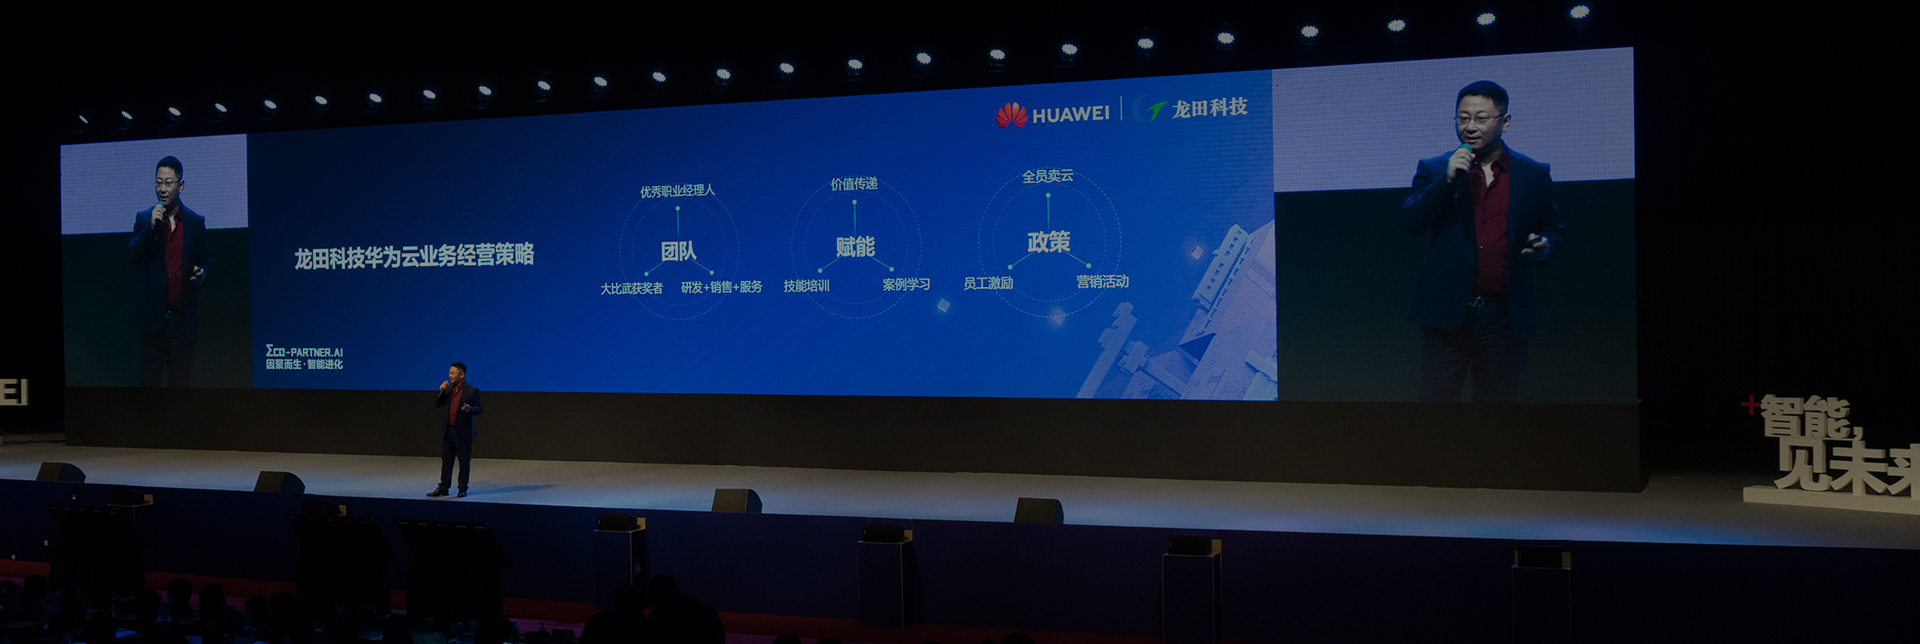 HUAWEI
龙田科技
龙田科技华为云业务经营策略
优秀职业经理人
团队
大比武获奖者
研发+销售+服务
价值传递
赋能
技能培训
案例学习
全员卖云
政策
员工激励
营销活动
ECO-PARTNER.AI
因聚而生·智能进化
EI
+智能,
见未来